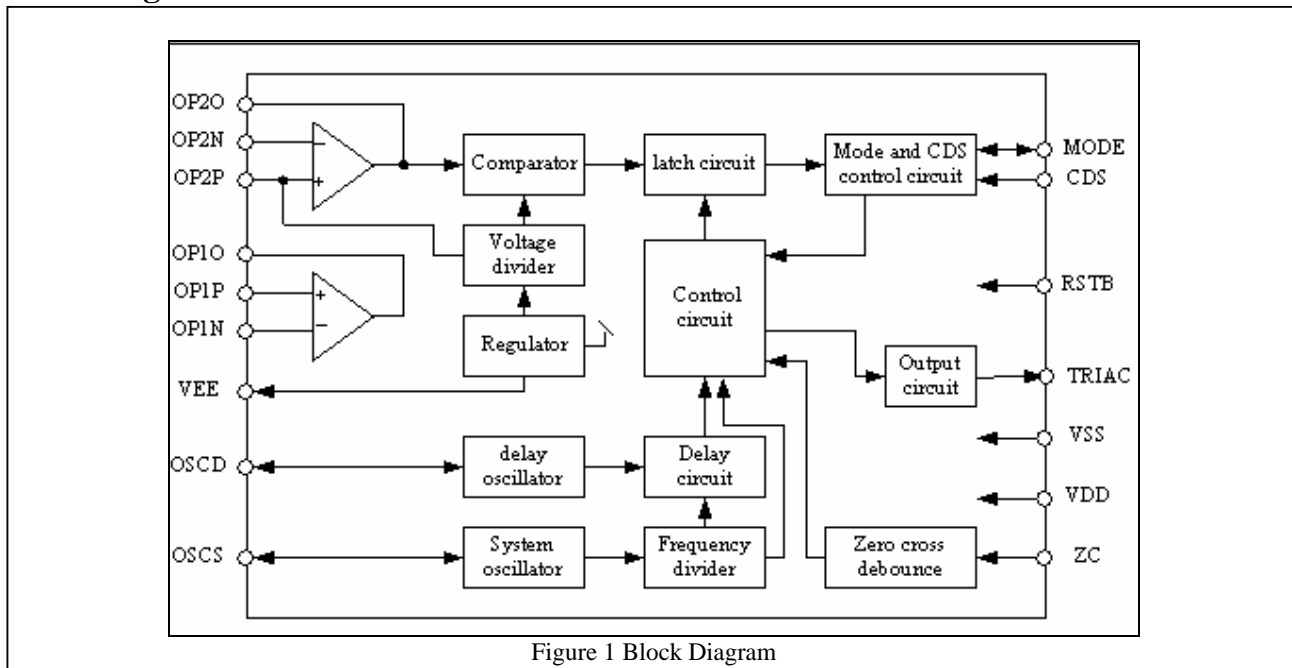 OP2O
OP2N
OP2P
OP1O
OP1P
OP1N
VEE
OSCD
OSCS
−
+
+
−
Comparator
latch circuit
Mode and CDS
control circuit
Voltage
divider
Control
circuit
Regulator
Output
circuit
delay
oscillator
Delay
circuit
System
oscillator
Frequency
divider
Zero cross
debounce
MODE
CDS
RSTB
TRIAC
VSS
VDD
ZC
Figure 1 Block Diagram